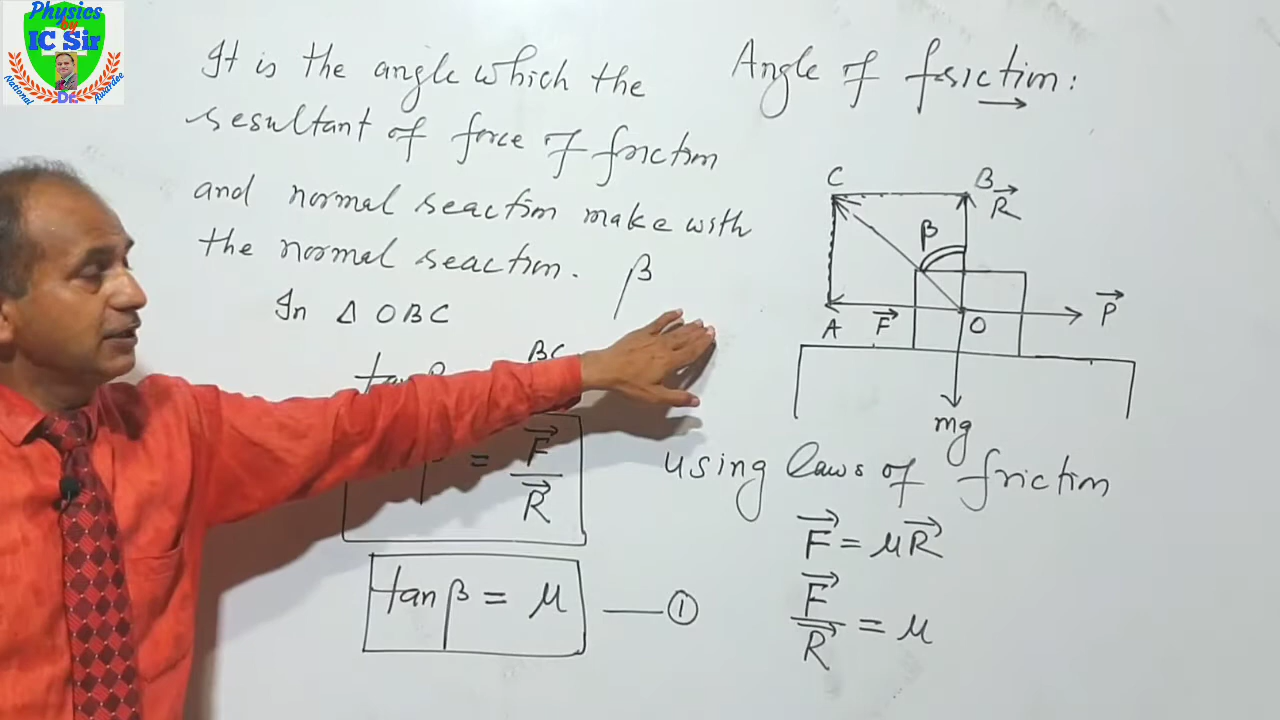 Physics
by
IC Sir
National
Awardee
DE
It is the angle which the
resultant of force of friction
and normal reaction make with
the normal reaction. β
In Δ OBC
BC
= F⃗
R⃗
tan β = μ —— ①
Angle of friction:
C B R⃗
β
A F⃗ O P⃗
mg
using laws of friction
F⃗ = μR⃗
F⃗
R⃗ = μ